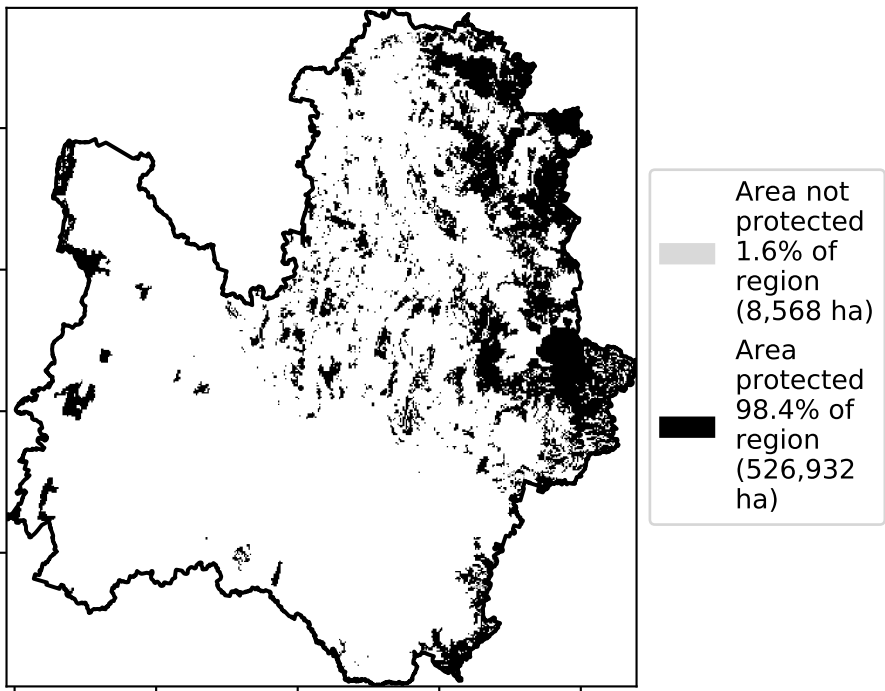 Area not
protected
1.6% of
region
(8,568 ha)
Area
protected
98.4% of
region
(526,932
ha)